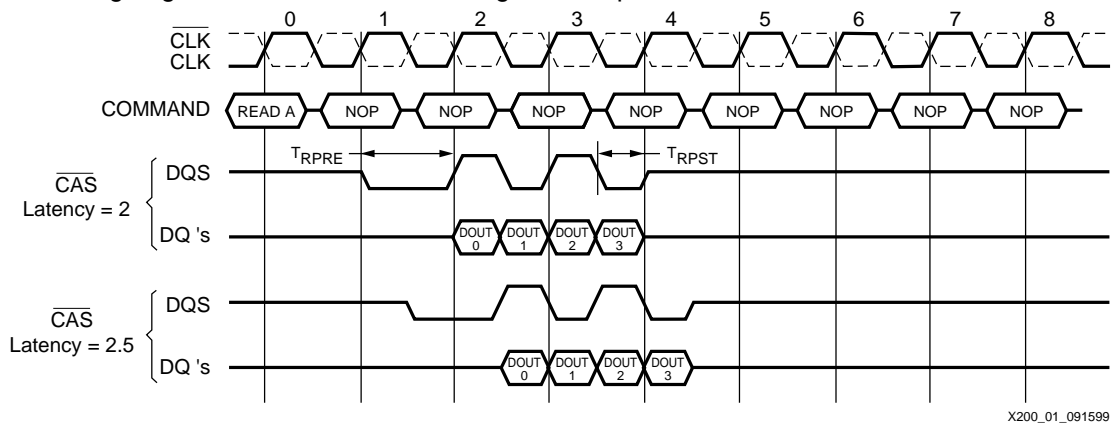 0 1 2 3 4 5 6 7 8
CLK
CLK
COMMAND READ A NOP NOP NOP NOP NOP NOP NOP NOP
TRPRE TRPST
DQS
CAS
Latency = 2
DQ 's DOUT 0 DOUT 1 DOUT 2 DOUT 3
DQS
CAS
Latency = 2.5
DQ 's DOUT 0 DOUT 1 DOUT 2 DOUT 3
X200_01_091599